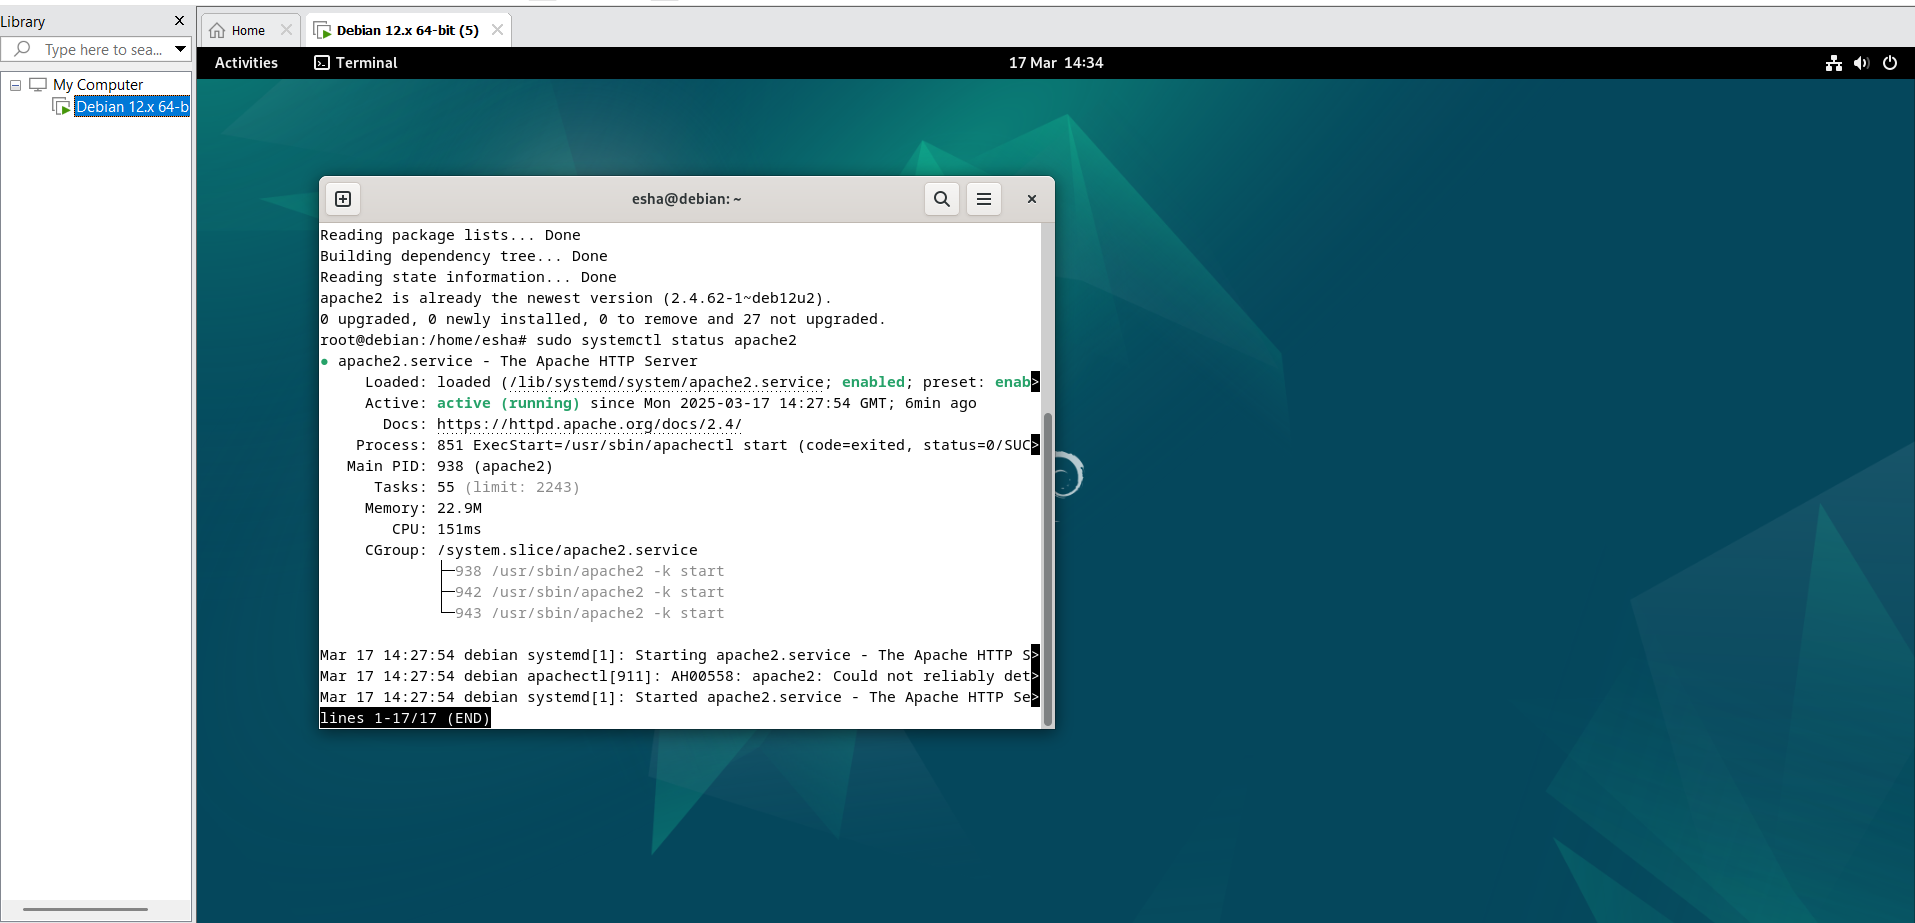 Library
Type here to sea...
My Computer
Debian 12.x 64-b
Home
Debian 12.x 64-bit (5)
Activities
Terminal
17 Mar 14:34
esha@debian: ~
Reading package lists... Done
Building dependency tree... Done
Reading state information... Done
apache2 is already the newest version (2.4.62-1~deb12u2).
0 upgraded, 0 newly installed, 0 to remove and 27 not upgraded.
root@debian:/home/esha# sudo systemctl status apache2
● apache2.service - The Apache HTTP Server
Loaded: loaded (/lib/systemd/system/apache2.service; enabled; preset: enab>
Active: active (running) since Mon 2025-03-17 14:27:54 GMT; 6min ago
Docs: https://httpd.apache.org/docs/2.4/
Process: 851 ExecStart=/usr/sbin/apachectl start (code=exited, status=0/SUC>
Main PID: 938 (apache2)
Tasks: 55 (limit: 2243)
Memory: 22.9M
CPU: 151ms
CGroup: /system.slice/apache2.service
├─938 /usr/sbin/apache2 -k start
├─942 /usr/sbin/apache2 -k start
└─943 /usr/sbin/apache2 -k start
Mar 17 14:27:54 debian systemd[1]: Starting apache2.service - The Apache HTTP S>
Mar 17 14:27:54 debian apachectl[911]: AH00558: apache2: Could not reliably det>
Mar 17 14:27:54 debian systemd[1]: Started apache2.service - The Apache HTTP Se>
lines 1-17/17 (END)